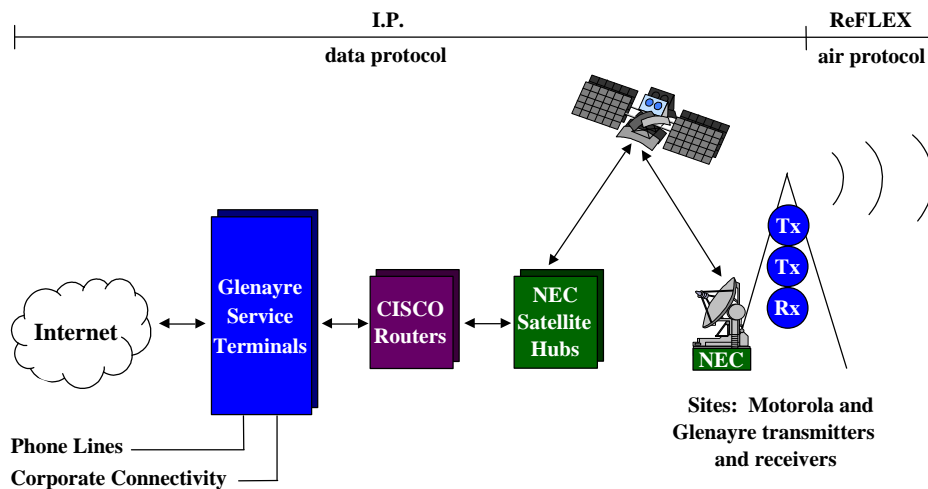 I.P.
ReFLEX
data protocol
air protocol
Internet
Glenayre
Service
Terminals
CISCO
Routers
NEC
Satellite
Hubs
Tx
Tx
Rx
NEC
Phone Lines
Corporate Connectivity
Sites: Motorola and
Glenayre transmitters
and receivers